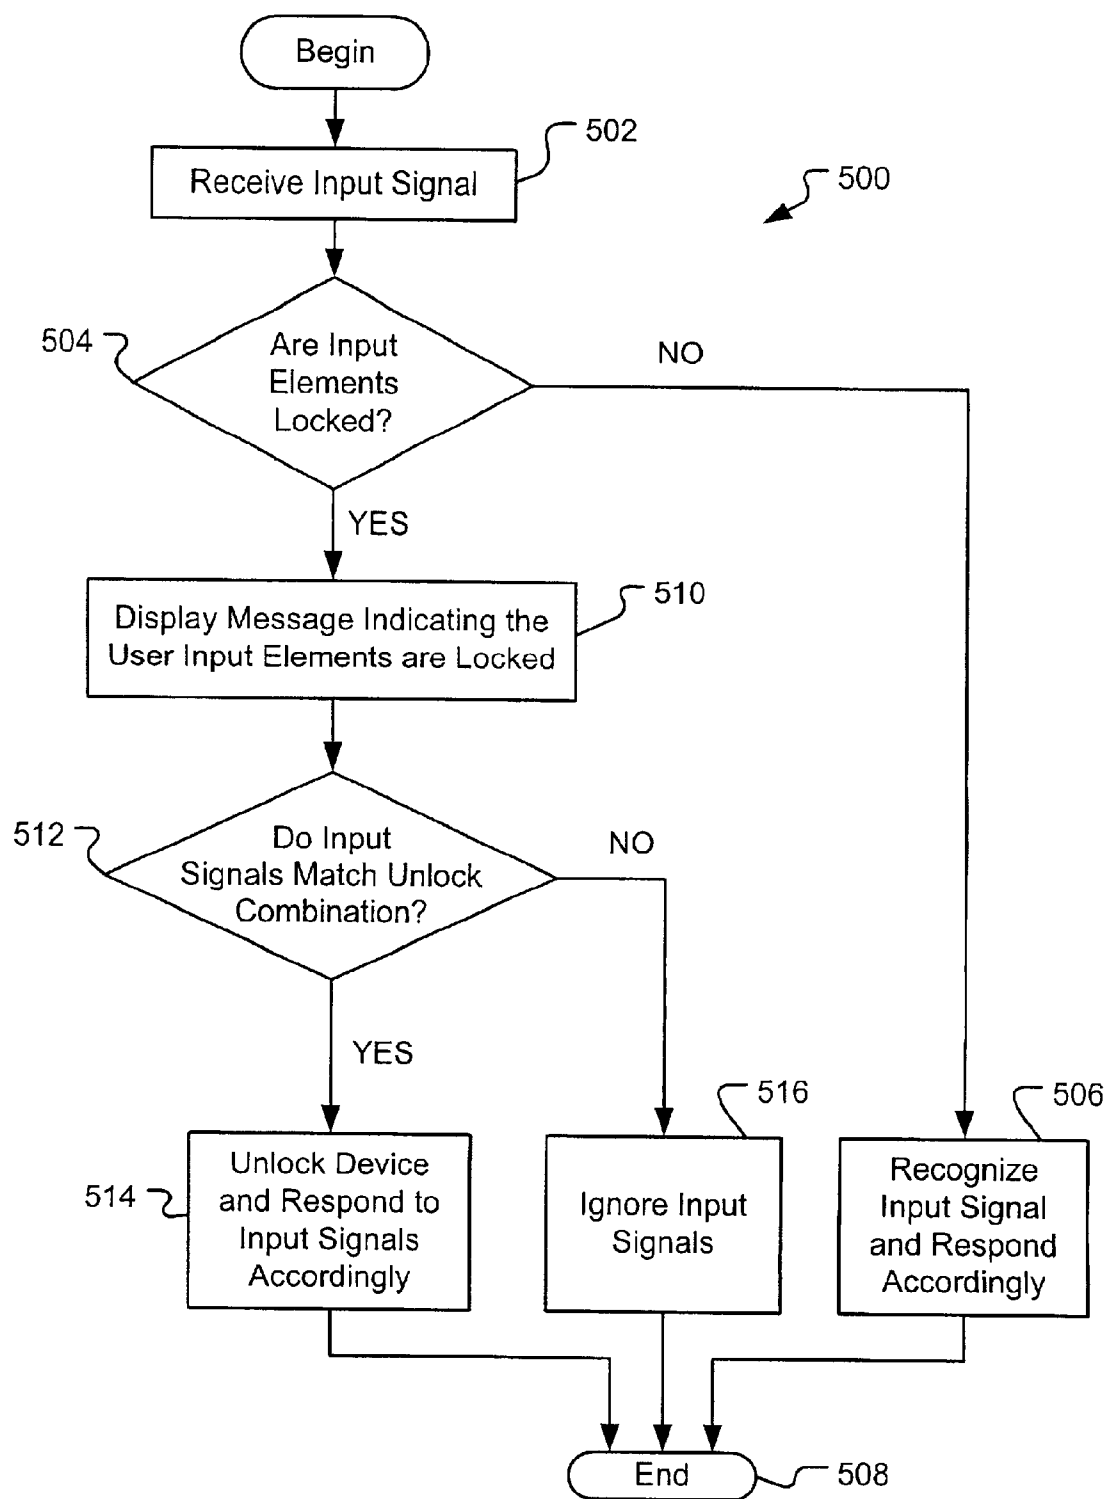 Begin
502
Receive Input Signal
500
504
Are Input
Elements
Locked?
NO
YES
510
Display Message Indicating the
User Input Elements are Locked
512
Do Input
Signals Match Unlock
Combination?
NO
YES
514
Unlock Device
and Respond to
Input Signals
Accordingly
516
Ignore Input
Signals
506
Recognize
Input Signal
and Respond
Accordingly
End
508